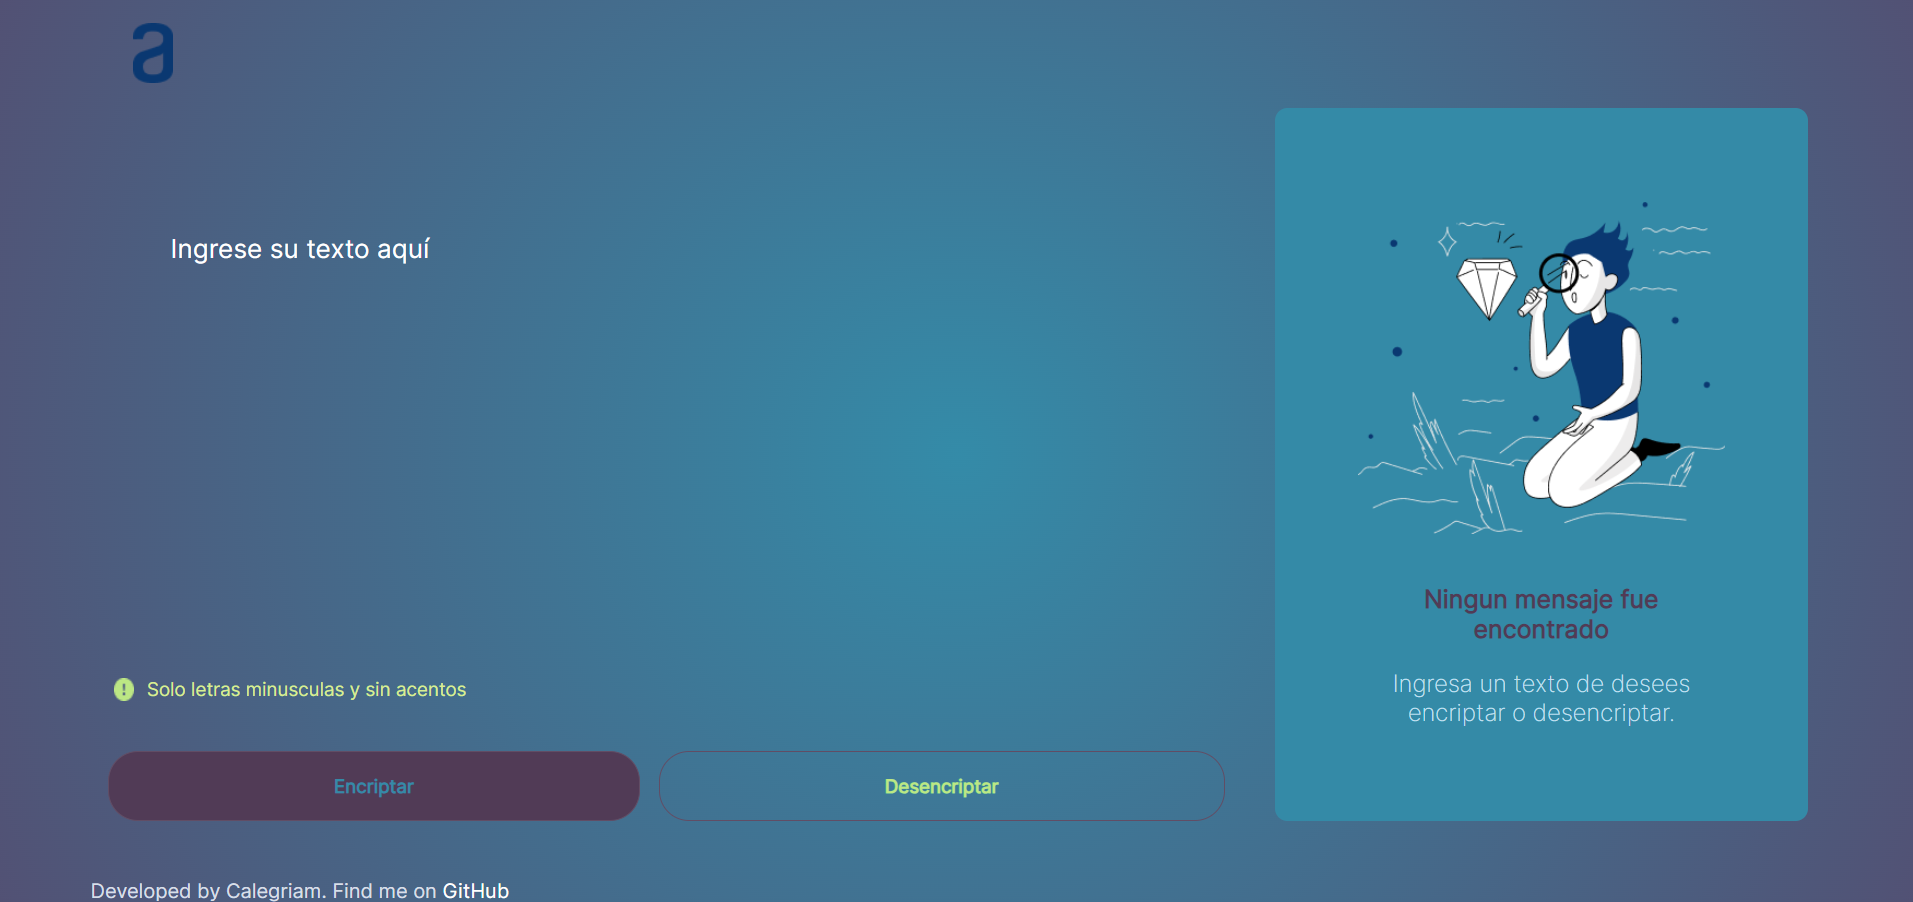 a
Ingrese su texto aquí
Ningun mensaje fue
encontrado
Ingresa un texto de desees
encriptar o desencriptar.
Solo letras minusculas y sin acentos
Encriptar
Desencriptar
Developed by Calegriam. Find me on GitHub